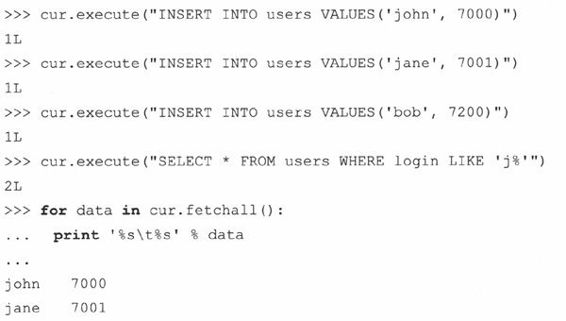 >>> cur.execute("INSERT INTO users VALUES('john', 7000)")
1L
>>> cur.execute("INSERT INTO users VALUES('jane', 7001)")
1L
>>> cur.execute("INSERT INTO users VALUES('bob', 7200)")
1L
>>> cur.execute("SELECT * FROM users WHERE login LIKE 'j%'")
2L
>>> for data in cur.fetchall():
... print '%s\t%s' % data
...
john 7000
jane 7001